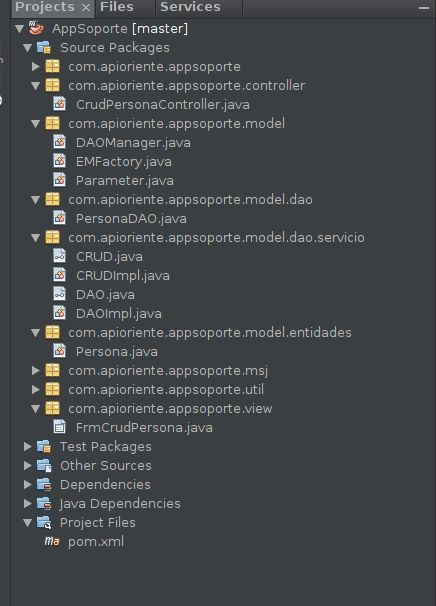 Projects × Files Services
AppSoporte [master]
Source Packages
com.apioriente.appsoporte
com.apioriente.appsoporte.controller
CrudPersonaController.java
com.apioriente.appsoporte.model
DAOManager.java
EMFactory.java
Parameter.java
com.apioriente.appsoporte.model.dao
PersonaDAO.java
com.apioriente.appsoporte.model.dao.servicio
CRUD.java
CRUDImpl.java
DAO.java
DAOImpl.java
com.apioriente.appsoporte.model.entidades
Persona.java
com.apioriente.appsoporte.msj
com.apioriente.appsoporte.util
com.apioriente.appsoporte.view
FrmCrudPersona.java
Test Packages
Other Sources
Dependencies
Java Dependencies
Project Files
ma pom.xml